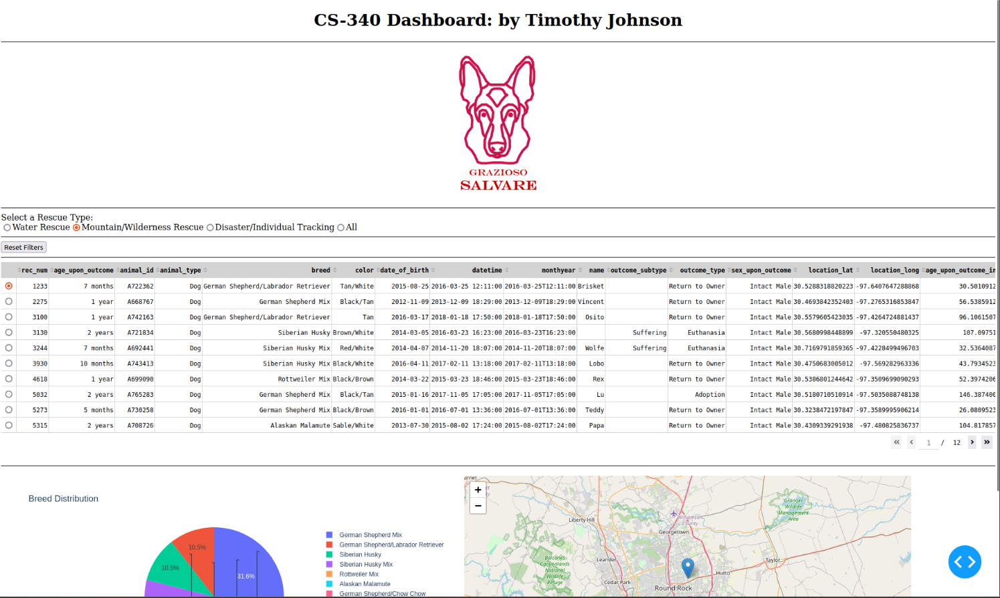 CS-340 Dashboard: by Timothy Johnson
GRAZIOSO
SALVARE
Select a Rescue Type:
Water Rescue Mountain/Wilderness Rescue Disaster/Individual Tracking All
Reset Filters
rec_num age_upon_outcome animal_id animal_type breed color date_of_birth datetime monthyear name outcome_subtype outcome_type sex_upon_outcome location_lat location_long age_upon_outcome_in
1233 7 months A722362 Dog German Shepherd/Labrador Retriever Tan/White 2015-08-25 2016-03-25 12:11:00 2016-03-25T12:11:00 Brisket Return to Owner Intact Male 30.5288318820223 -97.6407647288868 30.5010912
2275 1 year A668767 Dog German Shepherd Mix Black/Tan 2012-11-09 2013-12-09 18:29:00 2013-12-09T18:29:00 Vincent Return to Owner Intact Male 30.4693842352403 -97.2765316853847 56.5385912
3100 1 year A742163 Dog German Shepherd/Labrador Retriever Tan 2016-03-17 2018-01-18 17:50:00 2018-01-18T17:50:00 Osito Return to Owner Intact Male 30.5579605423035 -97.4264724881437 96.1061507
3130 2 years A721834 Dog Siberian Husky Brown/White 2014-03-05 2016-03-23 16:23:00 2016-03-23T16:23:00 Suffering Euthanasia Intact Male 30.5680998448899 -97.320550480325 107.09751
3244 7 months A692441 Dog Siberian Husky Mix Red/White 2014-04-07 2014-11-20 18:07:00 2014-11-20T18:07:00 Wolfe Suffering Euthanasia Intact Male 30.7169791859365 -97.4228499496703 32.5364087
3930 10 months A743413 Dog Siberian Husky Mix Black/White 2016-04-11 2017-02-11 13:18:00 2017-02-11T13:18:00 Lobo Return to Owner Intact Male 30.4750683005012 -97.569282963336 43.7934523
4618 1 year A699090 Dog Rottweiler Mix Black/Brown 2014-03-22 2015-03-23 18:46:00 2015-03-23T18:46:00 Rex Return to Owner Intact Male 30.5386801244642 -97.3509699090293 52.3974206
5032 2 years A765283 Dog German Shepherd Mix Black/Tan 2015-01-16 2017-11-05 17:05:00 2017-11-05T17:05:00 Lu Adoption Intact Male 30.5180710510914 -97.5035088748138 146.387400
5273 5 months A730258 Dog German Shepherd Mix Black/Brown 2016-01-01 2016-07-01 13:36:00 2016-07-01T13:36:00 Teddy Return to Owner Intact Male 30.3238472197847 -97.3589995906214 26.0809523
5315 2 years A708726 Dog Alaskan Malamute Sable/White 2013-07-30 2015-08-02 17:24:00 2015-08-02T17:24:00 Papa Return to Owner Intact Male 30.4309339291938 -97.480825836737 104.817857
1 / 12
Breed Distribution
10.5%
10.5%
31.6%
German Shepherd Mix
German Shepherd/Labrador Retriever
Siberian Husky
Siberian Husky Mix
Rottweiler Mix
Alaskan Malamute
German Shepherd/Chow Chow
+
−
urnet
Liberty Hill
Williamson
County
Georgetown
Granger
Wildlife
Management
Area
Leander
Balcones
Canyonlands
National
Wildlife
Refuge
Taylor
Hutto
Cedar Park
Round Rock